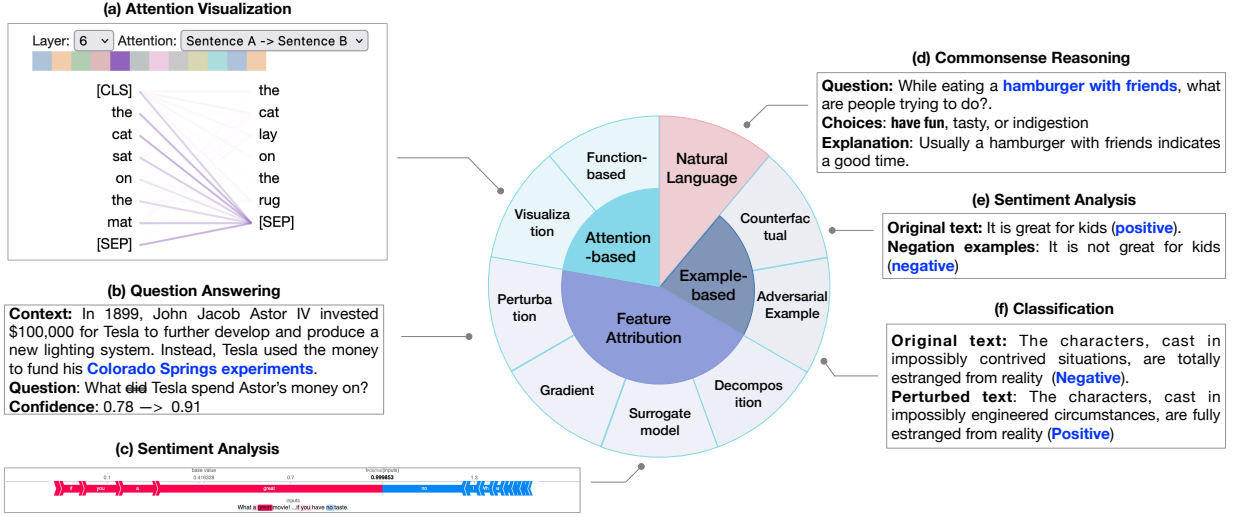 (a) Attention Visualization
Layer: 6 Attention: Sentence A -> Sentence B
[CLS]
the
cat
sat
on
the
mat
[SEP]
the
cat
lay
on
the
rug
[SEP]
(b) Question Answering
Context: In 1899, John Jacob Astor IV invested
$100,000 for Tesla to further develop and produce a
new lighting system. Instead, Tesla used the money
to fund his Colorado Springs experiments.
Question: What did Tesla spend Astor's money on?
Confidence: 0.78 —> 0.91
(c) Sentiment Analysis
base value
0.1 0.416328 0.7 0.999853 1.3
if you a great no
inputs
What a great movie! ...if you have no taste.
Function-
based
Natural
Language
Visualiza
tion
Attention
-based
Counterfac
tual
Example-
based
Perturba
tion
Adversarial
Example
Feature
Attribution
Gradient
Decompos
ition
Surrogate
model
(d) Commonsense Reasoning
Question: While eating a hamburger with friends, what
are people trying to do?.
Choices: have fun, tasty, or indigestion
Explanation: Usually a hamburger with friends indicates
a good time.
(e) Sentiment Analysis
Original text: It is great for kids (positive).
Negation examples: It is not great for kids
(negative)
(f) Classification
Original text: The characters, cast in
impossibly contrived situations, are totally
estranged from reality (Negative).
Perturbed text: The characters, cast in
impossibly engineered circumstances, are fully
estranged from reality (Positive)